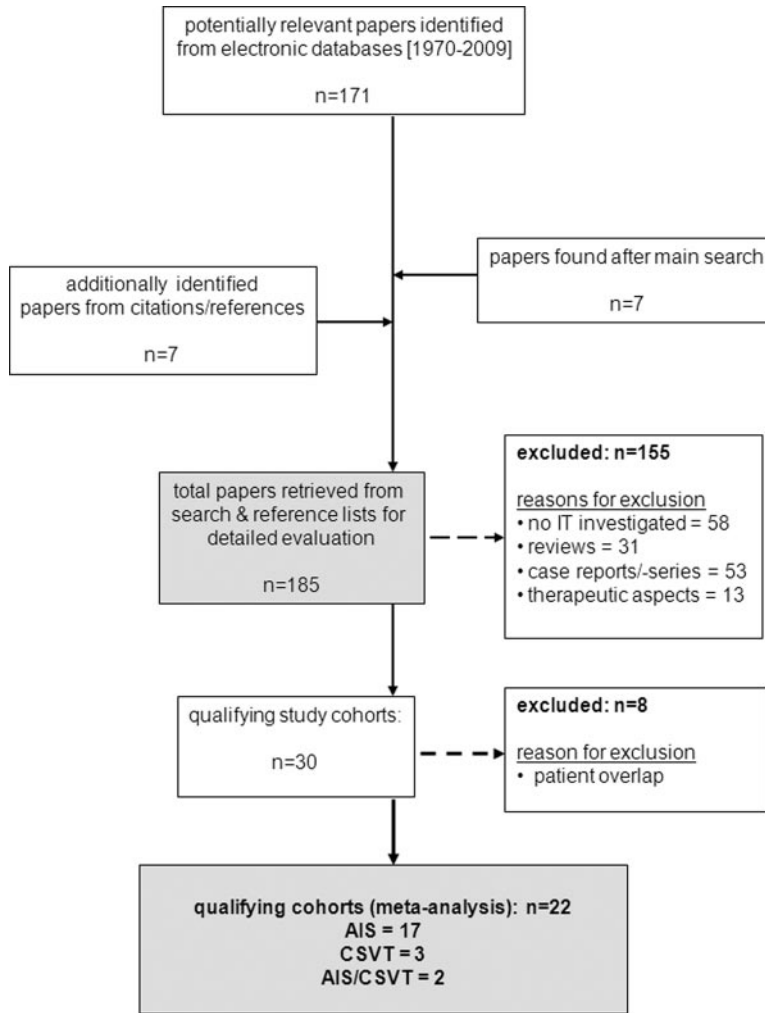 potentially relevant papers identified
from electronic databases [1970-2009]
n=171
papers found after main search
n=7
additionally identified
papers from citations/references
n=7
total papers retrieved from
search & reference lists for
detailed evaluation
n=185
excluded: n=155
reasons for exclusion
• no IT investigated = 58
• reviews = 31
• case reports/-series = 53
• therapeutic aspects = 13
qualifying study cohorts:
n=30
excluded: n=8
reason for exclusion
• patient overlap
qualifying cohorts (meta-analysis): n=22
AIS = 17
CSVT = 3
AIS/CSVT = 2